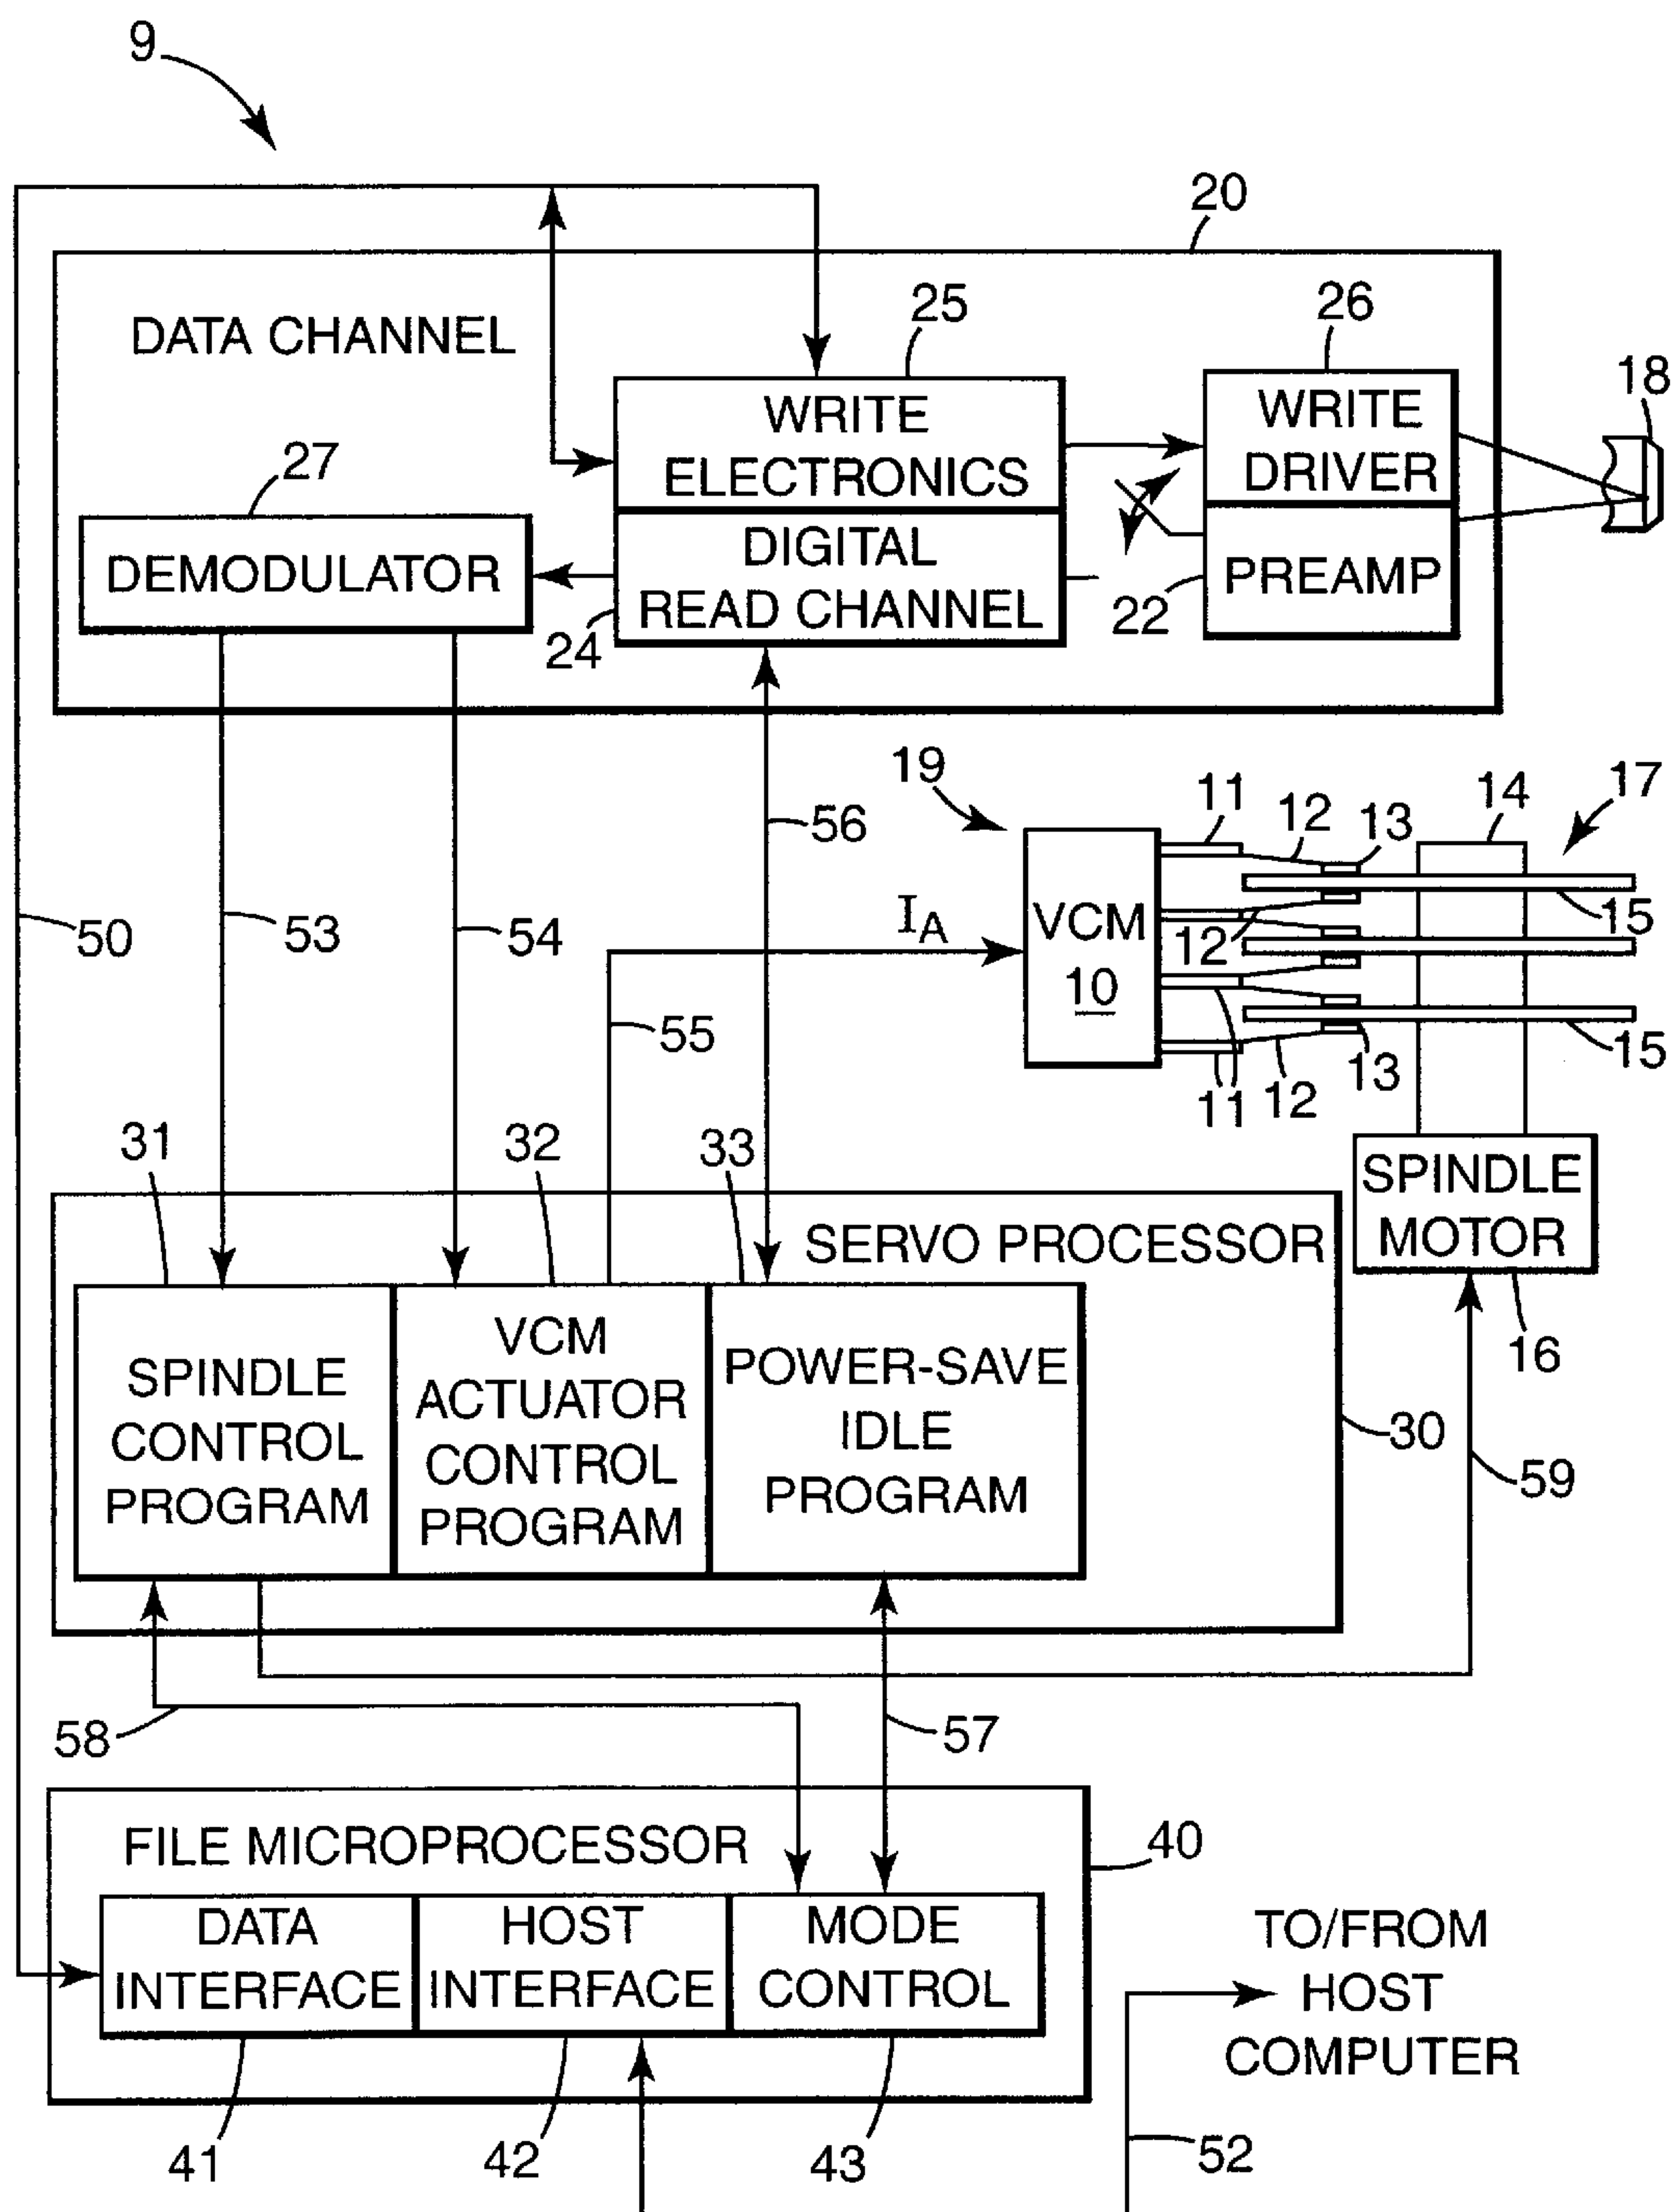 9
20
DATA CHANNEL
25
26
18
WRITE
ELECTRONICS
WRITE
DRIVER
27
DEMODULATOR
DIGITAL
READ CHANNEL
24
PREAMP
22
19
11
12
13
14
17
56
50
53
54
I_A
VCM
10
12
15
55
11
12
13
15
31
32
33
SERVO PROCESSOR
SPINDLE
MOTOR
16
SPINDLE
CONTROL
PROGRAM
VCM
ACTUATOR
CONTROL
PROGRAM
POWER-SAVE
IDLE
PROGRAM
30
59
58
57
FILE MICROPROCESSOR
40
DATA
INTERFACE
HOST
INTERFACE
MODE
CONTROL
TO/FROM
HOST
COMPUTER
41
42
43
52